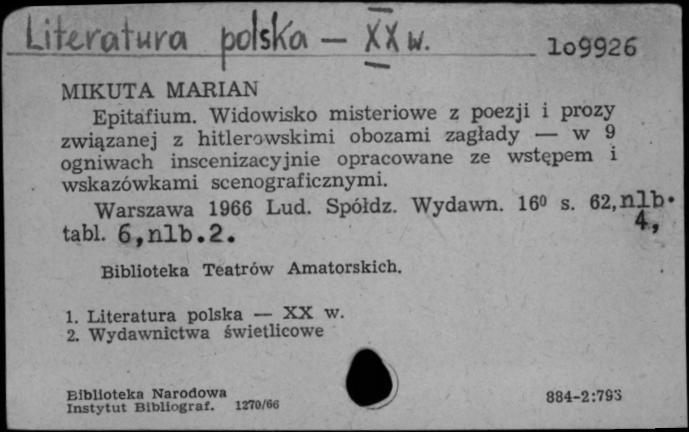 Literatura polska — XX w.
109926
MIKUTA MARIAN
Epitafium. Widowisko misteriowe z poezji i prozy
związanej z hitlerowskimi obozami zagłady — w 9
ogniwach inscenizacyjnie opracowane ze wstępem i
wskazówkami scenograficznymi.
Warszawa 1966 Lud. Spółdz. Wydawn. 16⁰ s. 62,nlb.
4,
tabl. 6,nlb.2.
Biblioteka Teatrów Amatorskich.
1. Literatura polska — XX w.
2. Wydawnictwa świetlicowe
Biblioteka Narodowa
Instytut Bibliograf. 1270/66
884-2:793